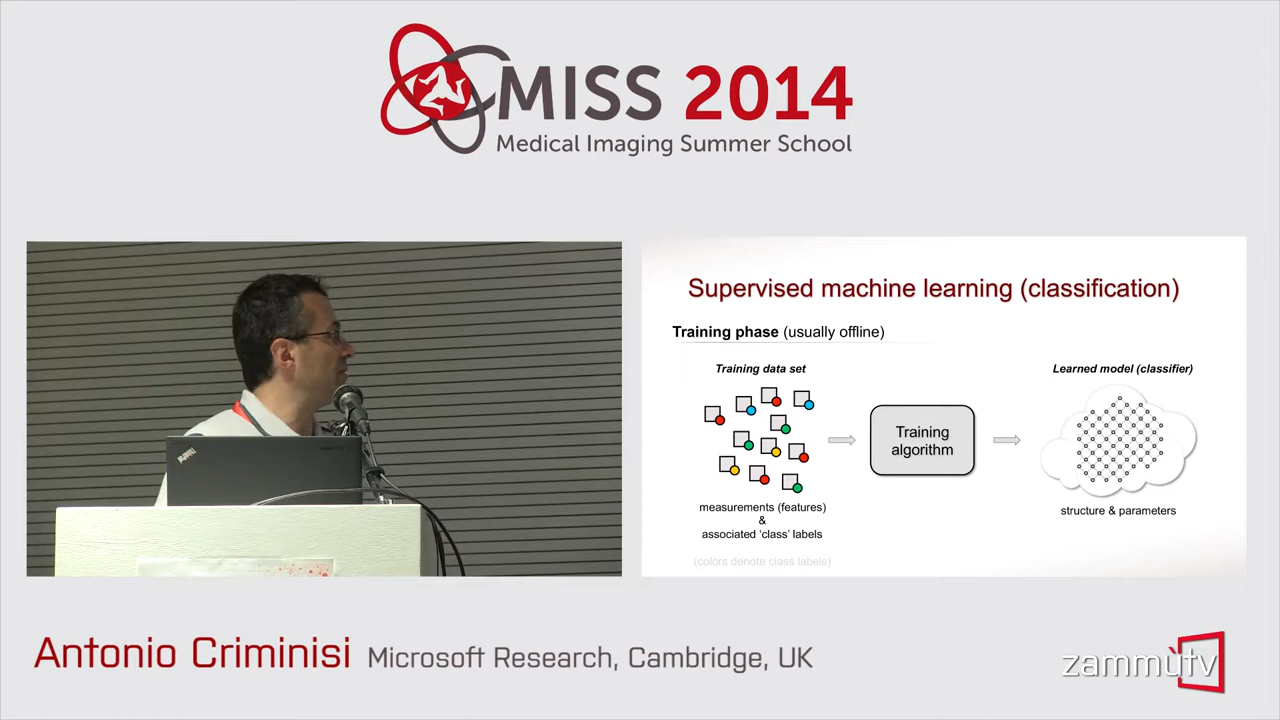 MISS 2014
Medical Imaging Summer School
Supervised machine learning (classification)
Training phase (usually offline)
Training data set
Learned model (classifier)
Training
algorithm
measurements (features)
&
associated ‘class’ labels
structure & parameters
(colors denote class labels)
Antonio Criminisi Microsoft Research, Cambridge, UK
zammùtv